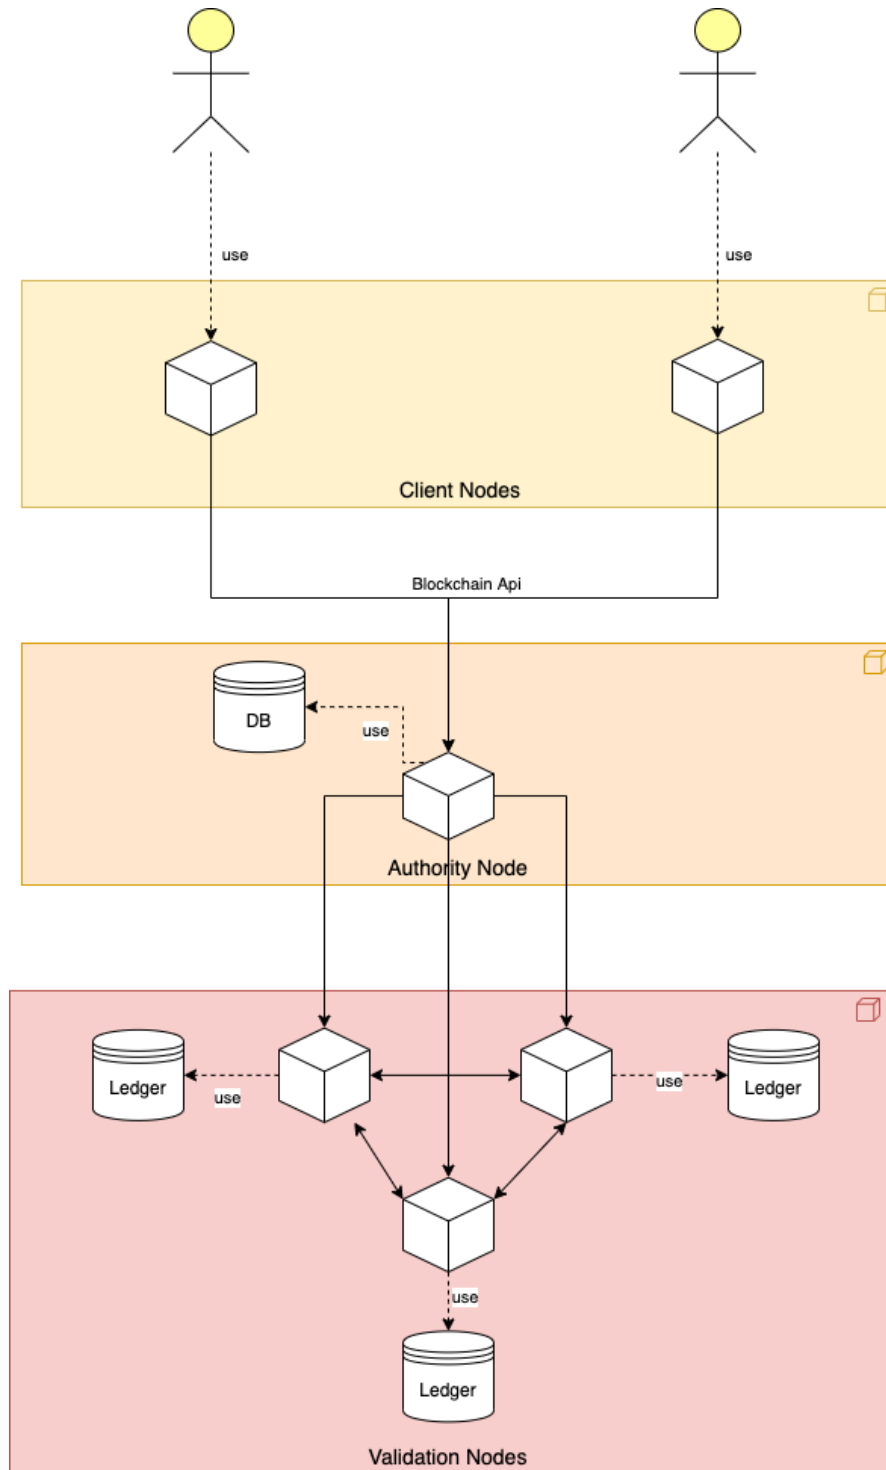 use
use
Client Nodes
Blockchain Api
DB
use
Authority Node
Ledger
use
use
Ledger
use
Ledger
Validation Nodes